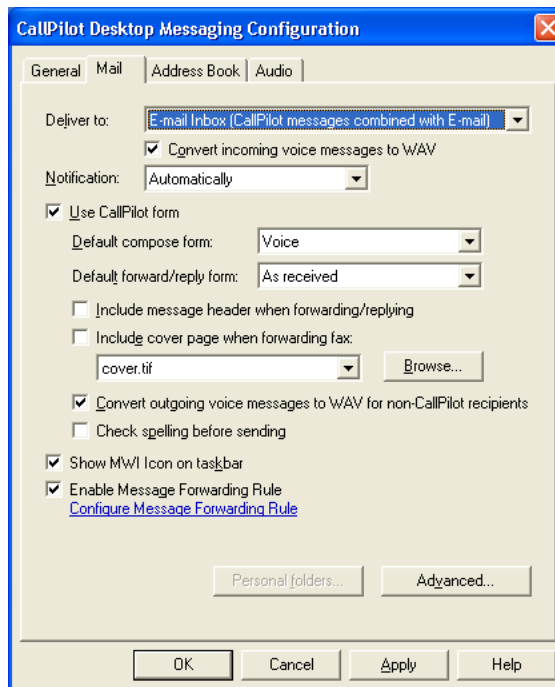 CallPilot Desktop Messaging Configuration
General Mail Address Book Audio
Deliver to: E-mail Inbox (CallPilot messages combined with E-mail)
Convert incoming voice messages to WAV
Notification: Automatically
Use CallPilot form
Default compose form: Voice
Default forward/reply form: As received
Include message header when forwarding/replying
Include cover page when forwarding fax:
cover.tif Browse...
Convert outgoing voice messages to WAV for non-CallPilot recipients
Check spelling before sending
Show MWI Icon on taskbar
Enable Message Forwarding Rule
Configure Message Forwarding Rule
Personal folders... Advanced...
OK Cancel Apply Help